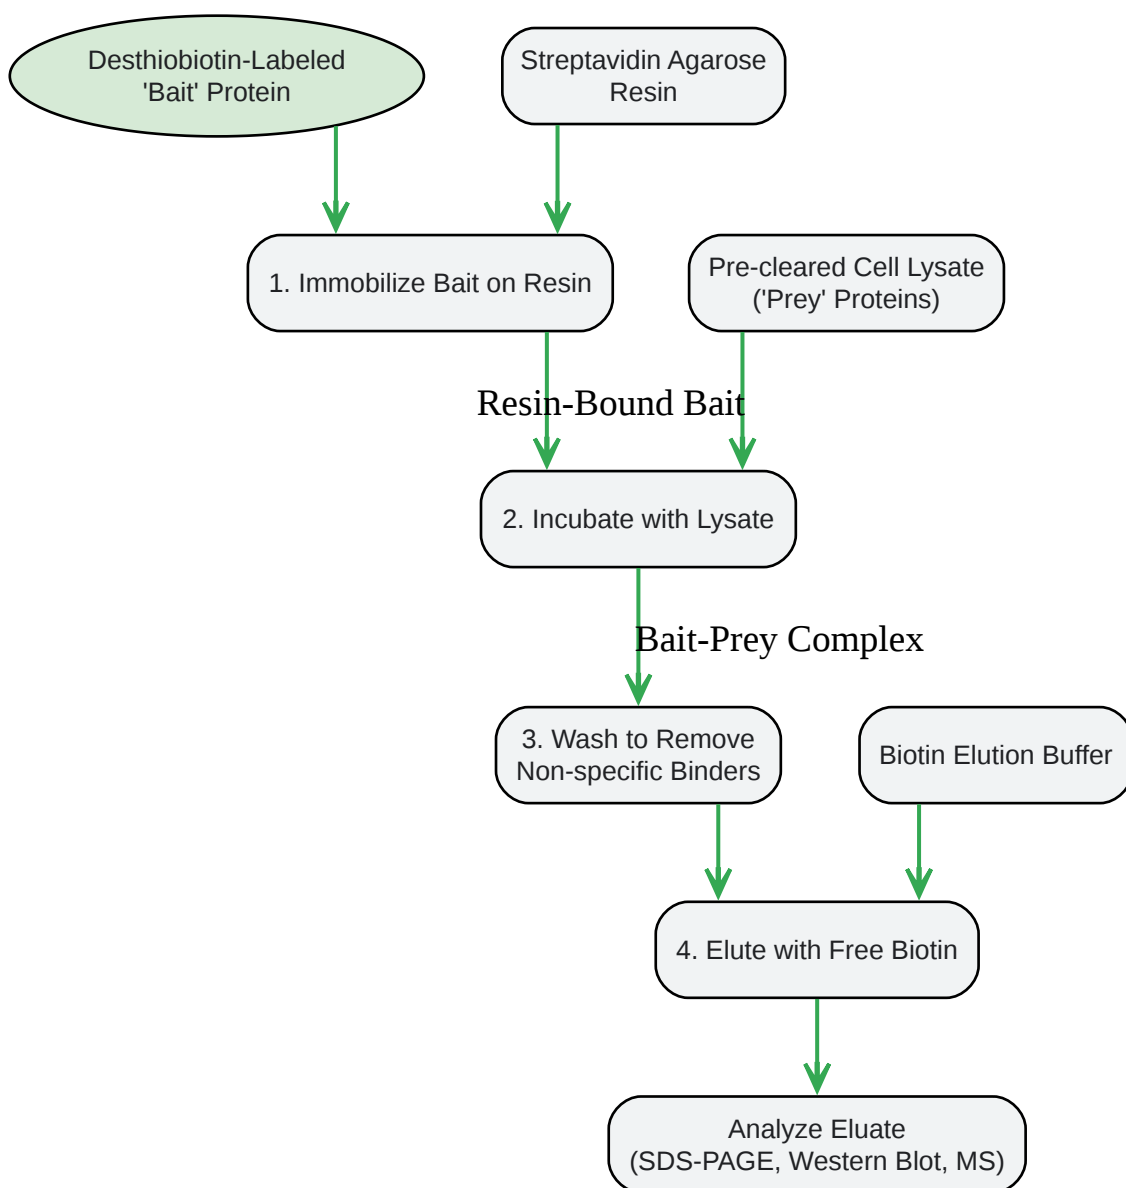 Desthiobiotin-Labeled
'Bait' Protein
Streptavidin Agarose
Resin
1. Immobilize Bait on Resin
Pre-cleared Cell Lysate
('Prey' Proteins)
Resin-Bound Bait
2. Incubate with Lysate
Bait-Prey Complex
3. Wash to Remove
Non-specific Binders
Biotin Elution Buffer
4. Elute with Free Biotin
Analyze Eluate
(SDS-PAGE, Western Blot, MS)